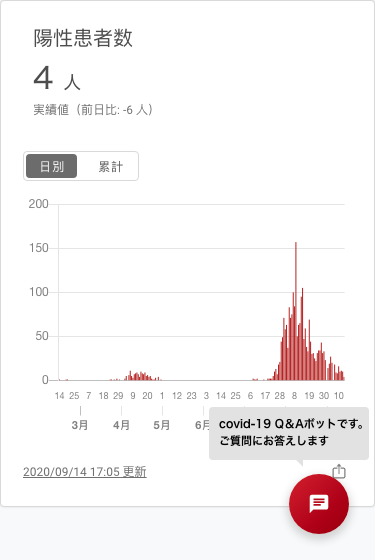 陽性患者数
4 人
実績値（前日比: -6 人）
日別 累計
200
150
100
50
0
14 25 7 18 29 9 20 1 12 23 3 14 25 6 17 28 8 19 30 10
3月 4月 5月 6月
covid-19 Q&Aボットです。
ご質問にお答えします
2020/09/14 17:05 更新